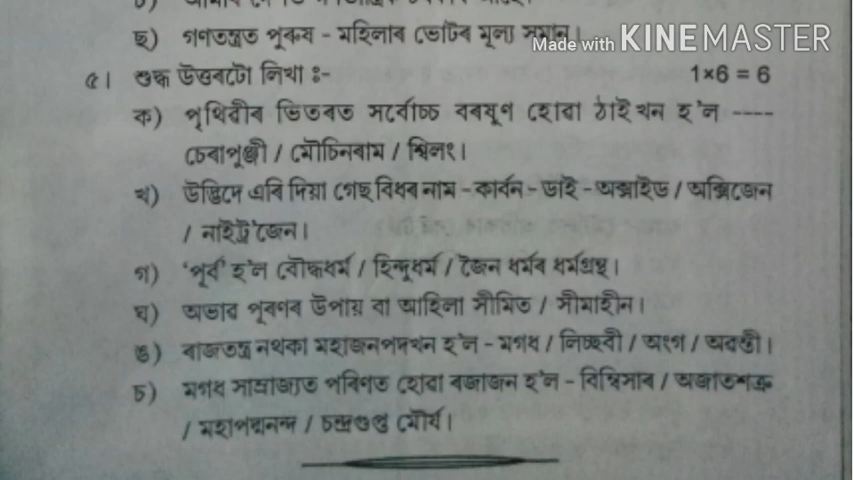 ছ) গণতন্ত্ৰত পুৰুষ - মহিলাৰ ভোটৰ মূল্য সমান।
Made with KINEMASTER
৫। শুদ্ধ উত্তৰটো লিখা ঃ- 1×6 = 6
ক) পৃথিৱীৰ ভিতৰত সৰ্বোচ্চ বৰষুণ হোৱা ঠাইখন হ'ল ----
চেৰাপুঞ্জী / মৌচিনৰাম / শ্বিলং।
খ) উদ্ভিদে এৰি দিয়া গেছ বিধৰ নাম - কাৰ্বন - ডাই - অক্সাইড / অক্সিজেন
/ নাইট্ৰ'জেন।
গ) 'পূৰ্ব' হ'ল বৌদ্ধধৰ্ম / হিন্দুধৰ্ম / জৈন ধৰ্মৰ ধৰ্মগ্ৰন্থ।
ঘ) অভাৱ পূৰণৰ উপায় বা আহিলা সীমিত / সীমাহীন।
ঙ) ৰাজতন্ত্ৰ নথকা মহাজনপদখন হ'ল - মগধ / লিচ্ছবী / অংগ / অৱন্তী।
চ) মগধ সাম্ৰাজ্যত পৰিণত হোৱা ৰজাজন হ'ল - বিম্বিসাৰ / অজাতশত্ৰু
/ মহাপদ্মনন্দ / চন্দ্ৰগুপ্ত মৌৰ্য।